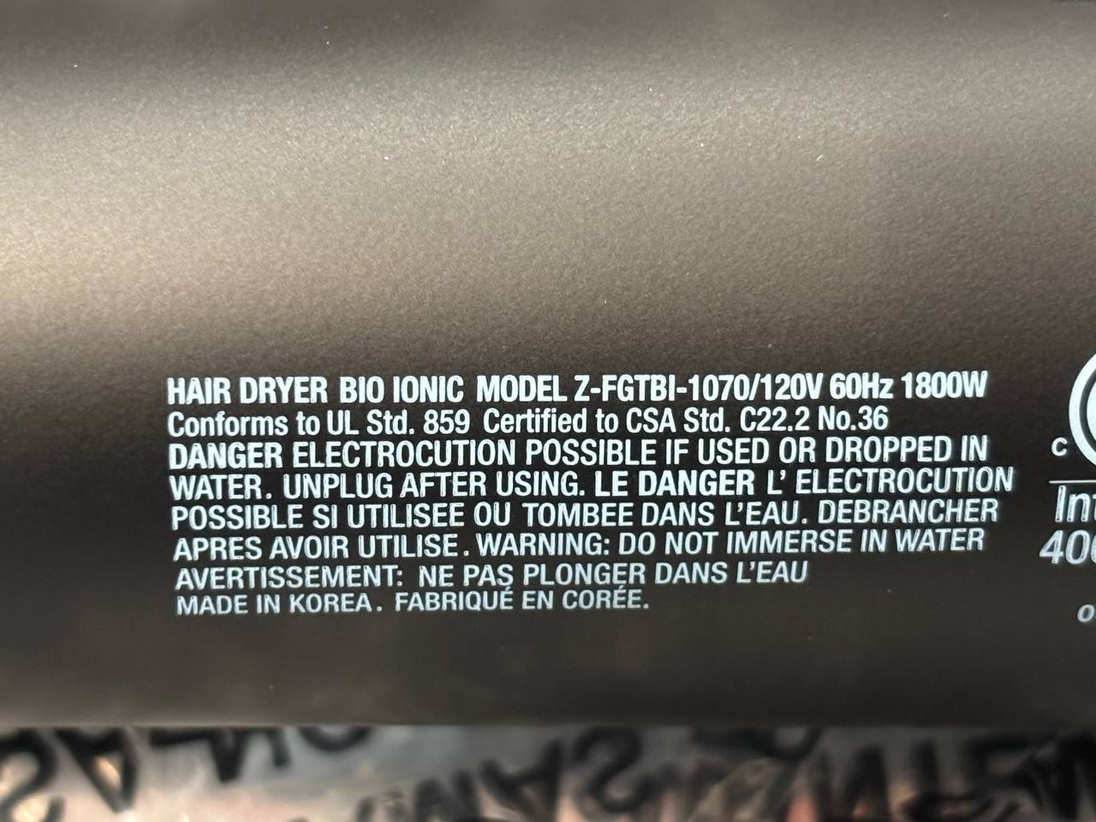 HAIR DRYER BIO IONIC MODEL Z-FGTBI-1070/120V 60Hz 1800W
Conforms to UL Std. 859 Certified to CSA Std. C22.2 No.36
DANGER ELECTROCUTION POSSIBLE IF USED OR DROPPED IN
WATER. UNPLUG AFTER USING. LE DANGER L' ELECTROCUTION
POSSIBLE SI UTILISEE OU TOMBEE DANS L'EAU. DEBRANCHER
APRES AVOIR UTILISE. WARNING: DO NOT IMMERSE IN WATER
AVERTISSEMENT: NE PAS PLONGER DANS L'EAU
MADE IN KOREA. FABRIQUÉ EN CORÉE.
C